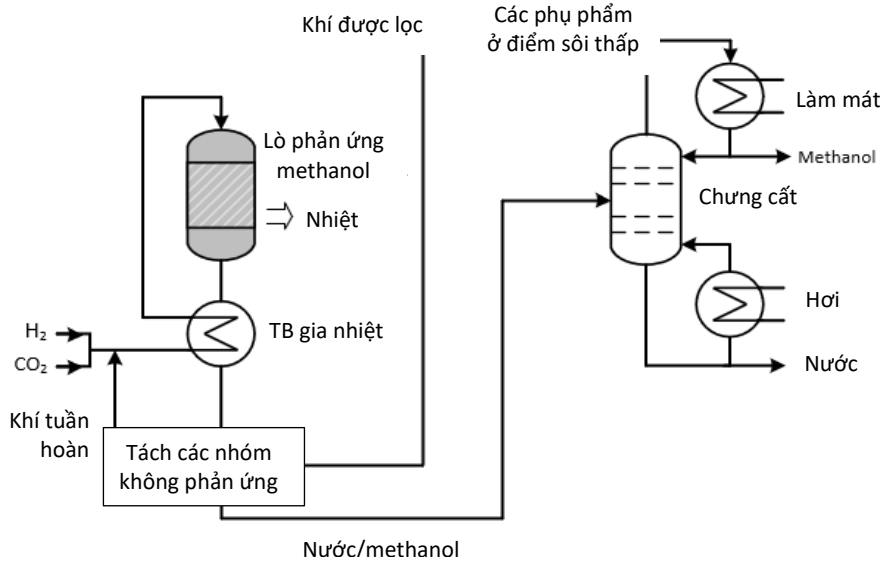 Khí được lọc
Các phụ phẩm
ở điểm sôi thấp
Làm mát
Lò phản ứng
methanol
Methanol
Chưng cất
Nhiệt
Hơi
H₂
TB gia nhiệt
CO₂
Nước
Khí tuần
hoàn
Tách các nhóm
không phản ứng
Nước/methanol